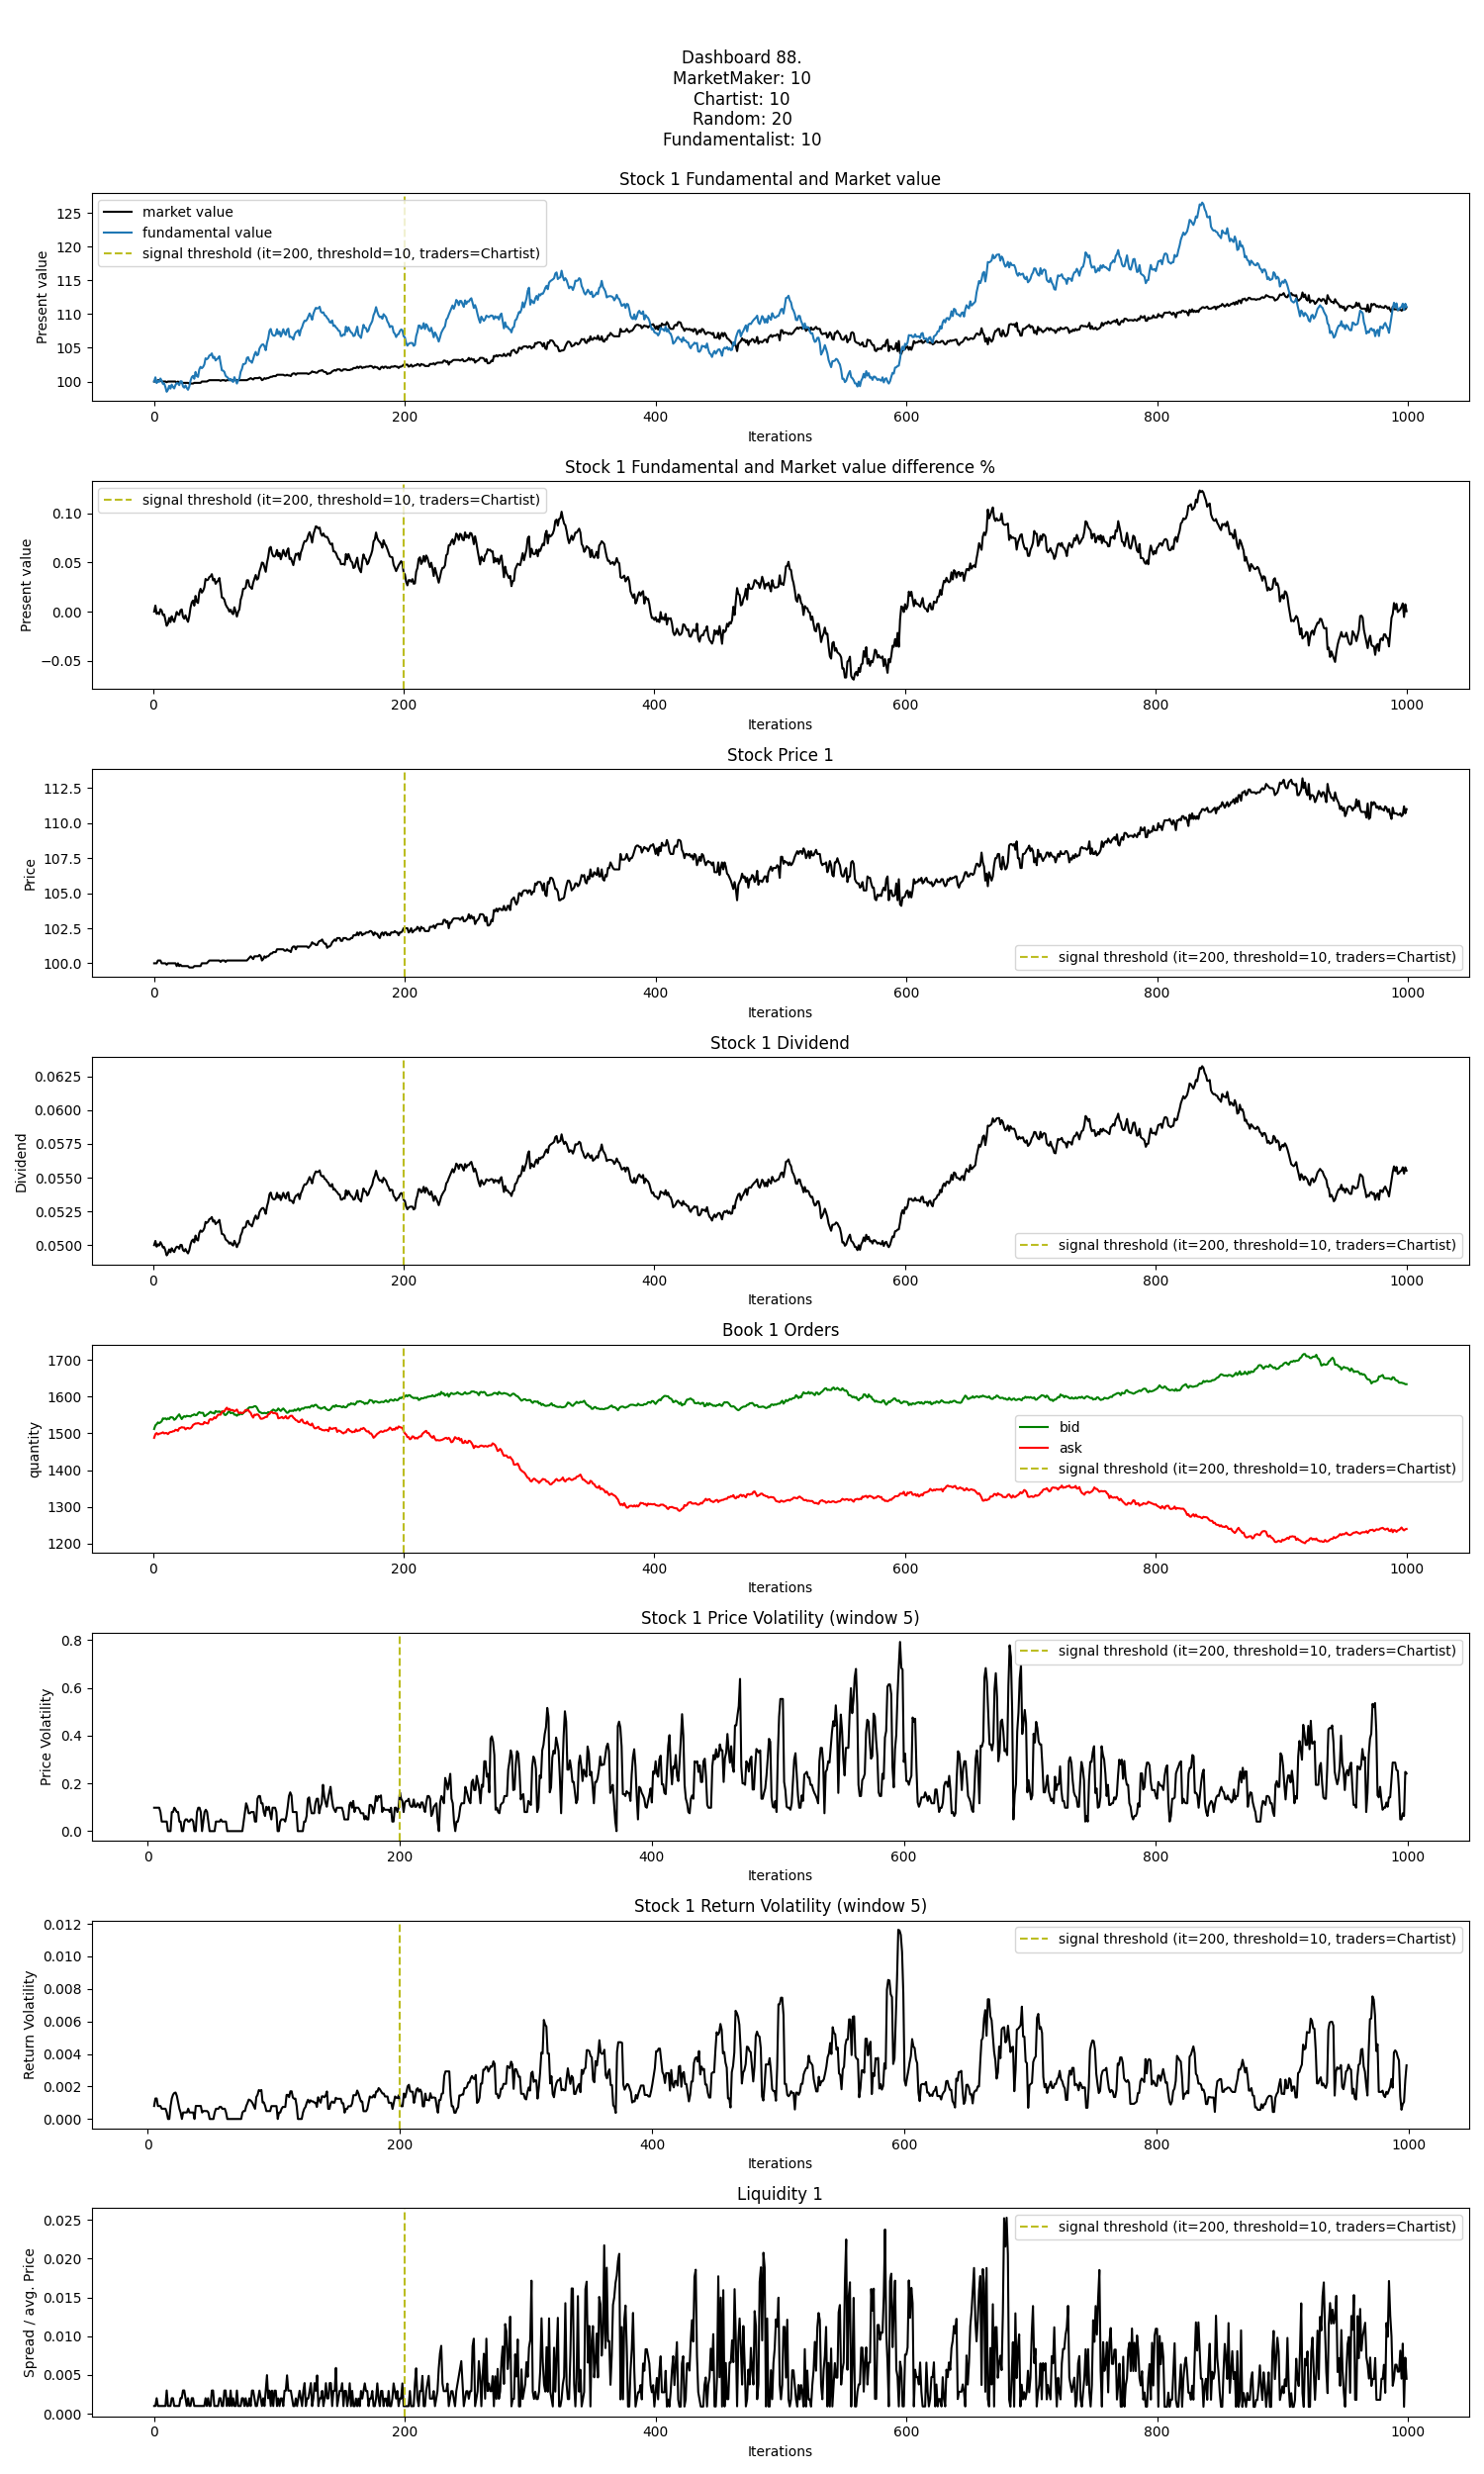 Dashboard 88.
MarketMaker: 10
Chartist: 10
Random: 20
Fundamentalist: 10
Stock 1 Fundamental and Market value
market value
fundamental value
signal threshold (it=200, threshold=10, traders=Chartist)
Present value
125
120
115
110
105
100
0 200 400 600 800 1000
Iterations
Stock 1 Fundamental and Market value difference %
signal threshold (it=200, threshold=10, traders=Chartist)
Present value
0.10
0.05
0.00
−0.05
0 200 400 600 800 1000
Iterations
Stock Price 1
Price
112.5
110.0
107.5
105.0
102.5
100.0
signal threshold (it=200, threshold=10, traders=Chartist)
0 200 400 600 800 1000
Iterations
Stock 1 Dividend
Dividend
0.0625
0.0600
0.0575
0.0550
0.0525
0.0500
signal threshold (it=200, threshold=10, traders=Chartist)
0 200 400 600 800 1000
Iterations
Book 1 Orders
quantity
1700
1600
1500
1400
1300
1200
bid
ask
signal threshold (it=200, threshold=10, traders=Chartist)
0 200 400 600 800 1000
Iterations
Stock 1 Price Volatility (window 5)
signal threshold (it=200, threshold=10, traders=Chartist)
Price Volatility
0.8
0.6
0.4
0.2
0.0
0 200 400 600 800 1000
Iterations
Stock 1 Return Volatility (window 5)
signal threshold (it=200, threshold=10, traders=Chartist)
Return Volatility
0.012
0.010
0.008
0.006
0.004
0.002
0.000
0 200 400 600 800 1000
Iterations
Liquidity 1
signal threshold (it=200, threshold=10, traders=Chartist)
Spread / avg. Price
0.025
0.020
0.015
0.010
0.005
0.000
0 200 400 600 800 1000
Iterations